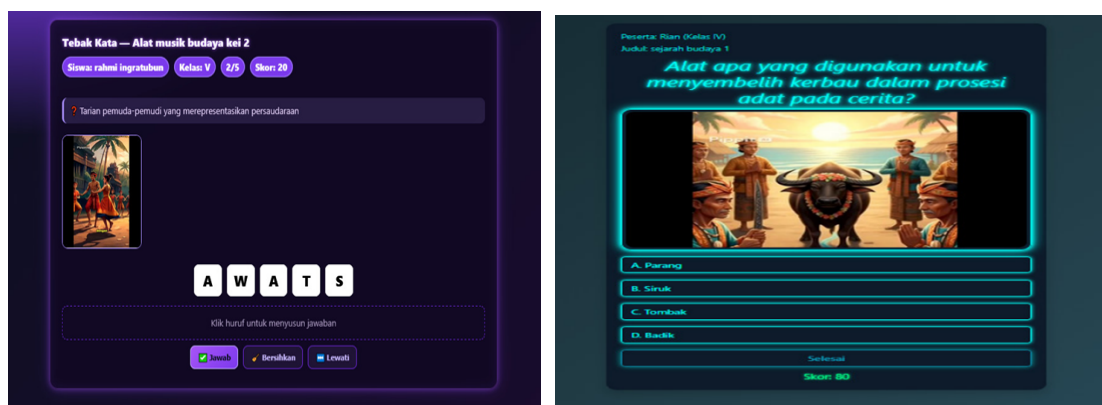 Tebak Kata — Alat musik budaya kei 2
Siswa: rahmi ingratubun Kelas: V 2/5 Skor: 20
❓ Tarian pemuda-pemudi yang merepresentasikan persaudaraan
A W A T S
Klik huruf untuk menyusun jawaban
✅ Jawab 🧹 Bersihkan ⏭ Lewati
Peserta: Rian (Kelas IV)
Judul: sejarah budaya 1
Alat apa yang digunakan untuk
menyembelih kerbau dalam prosesi
adat pada cerita?
A. Parang
B. Siruk
C. Tombak
D. Badik
Selesai
Skor: 80